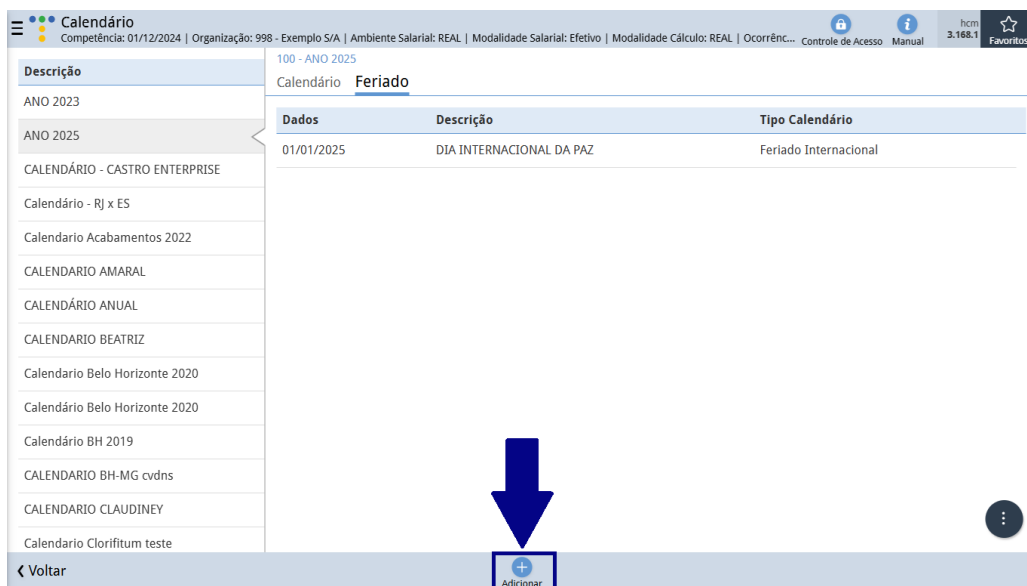 Calendário
Competência: 01/12/2024 | Organização: 998 - Exemplo S/A | Ambiente Salarial: REAL | Modalidade Salarial: Efetivo | Modalidade Cálculo: REAL | Ocorrênc...
Controle de Acesso
Manual
hcm
3.168.1
Favoritos
Descrição
ANO 2023
ANO 2025
CALENDÁRIO - CASTRO ENTERPRISE
Calendário - RJ x ES
Calendario Acabamentos 2022
CALENDARIO AMARAL
CALENDÁRIO ANUAL
CALENDARIO BEATRIZ
Calendario Belo Horizonte 2020
Calendário Belo Horizonte 2020
Calendário BH 2019
CALENDARIO BH-MG cvdns
CALENDARIO CLAUDINEY
Calendario Clorifitum teste
100 - ANO 2025
Calendário Feriado
Dados Descrição Tipo Calendário
01/01/2025 DIA INTERNACIONAL DA PAZ Feriado Internacional
Voltar
Adicionar